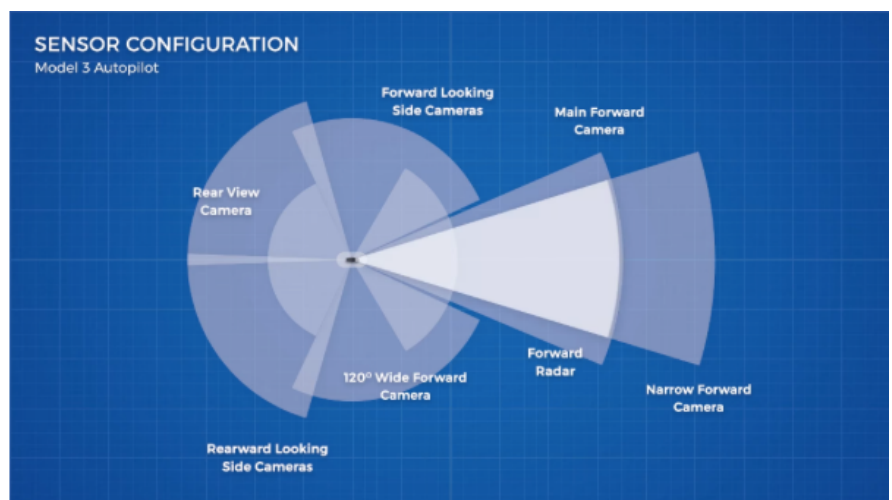 SENSOR CONFIGURATION
Model 3 Autopilot
Forward Looking
Side Cameras
Main Forward
Camera
Rear View
Camera
120º Wide Forward
Camera
Forward
Radar
Narrow Forward
Camera
Rearward Looking
Side Cameras